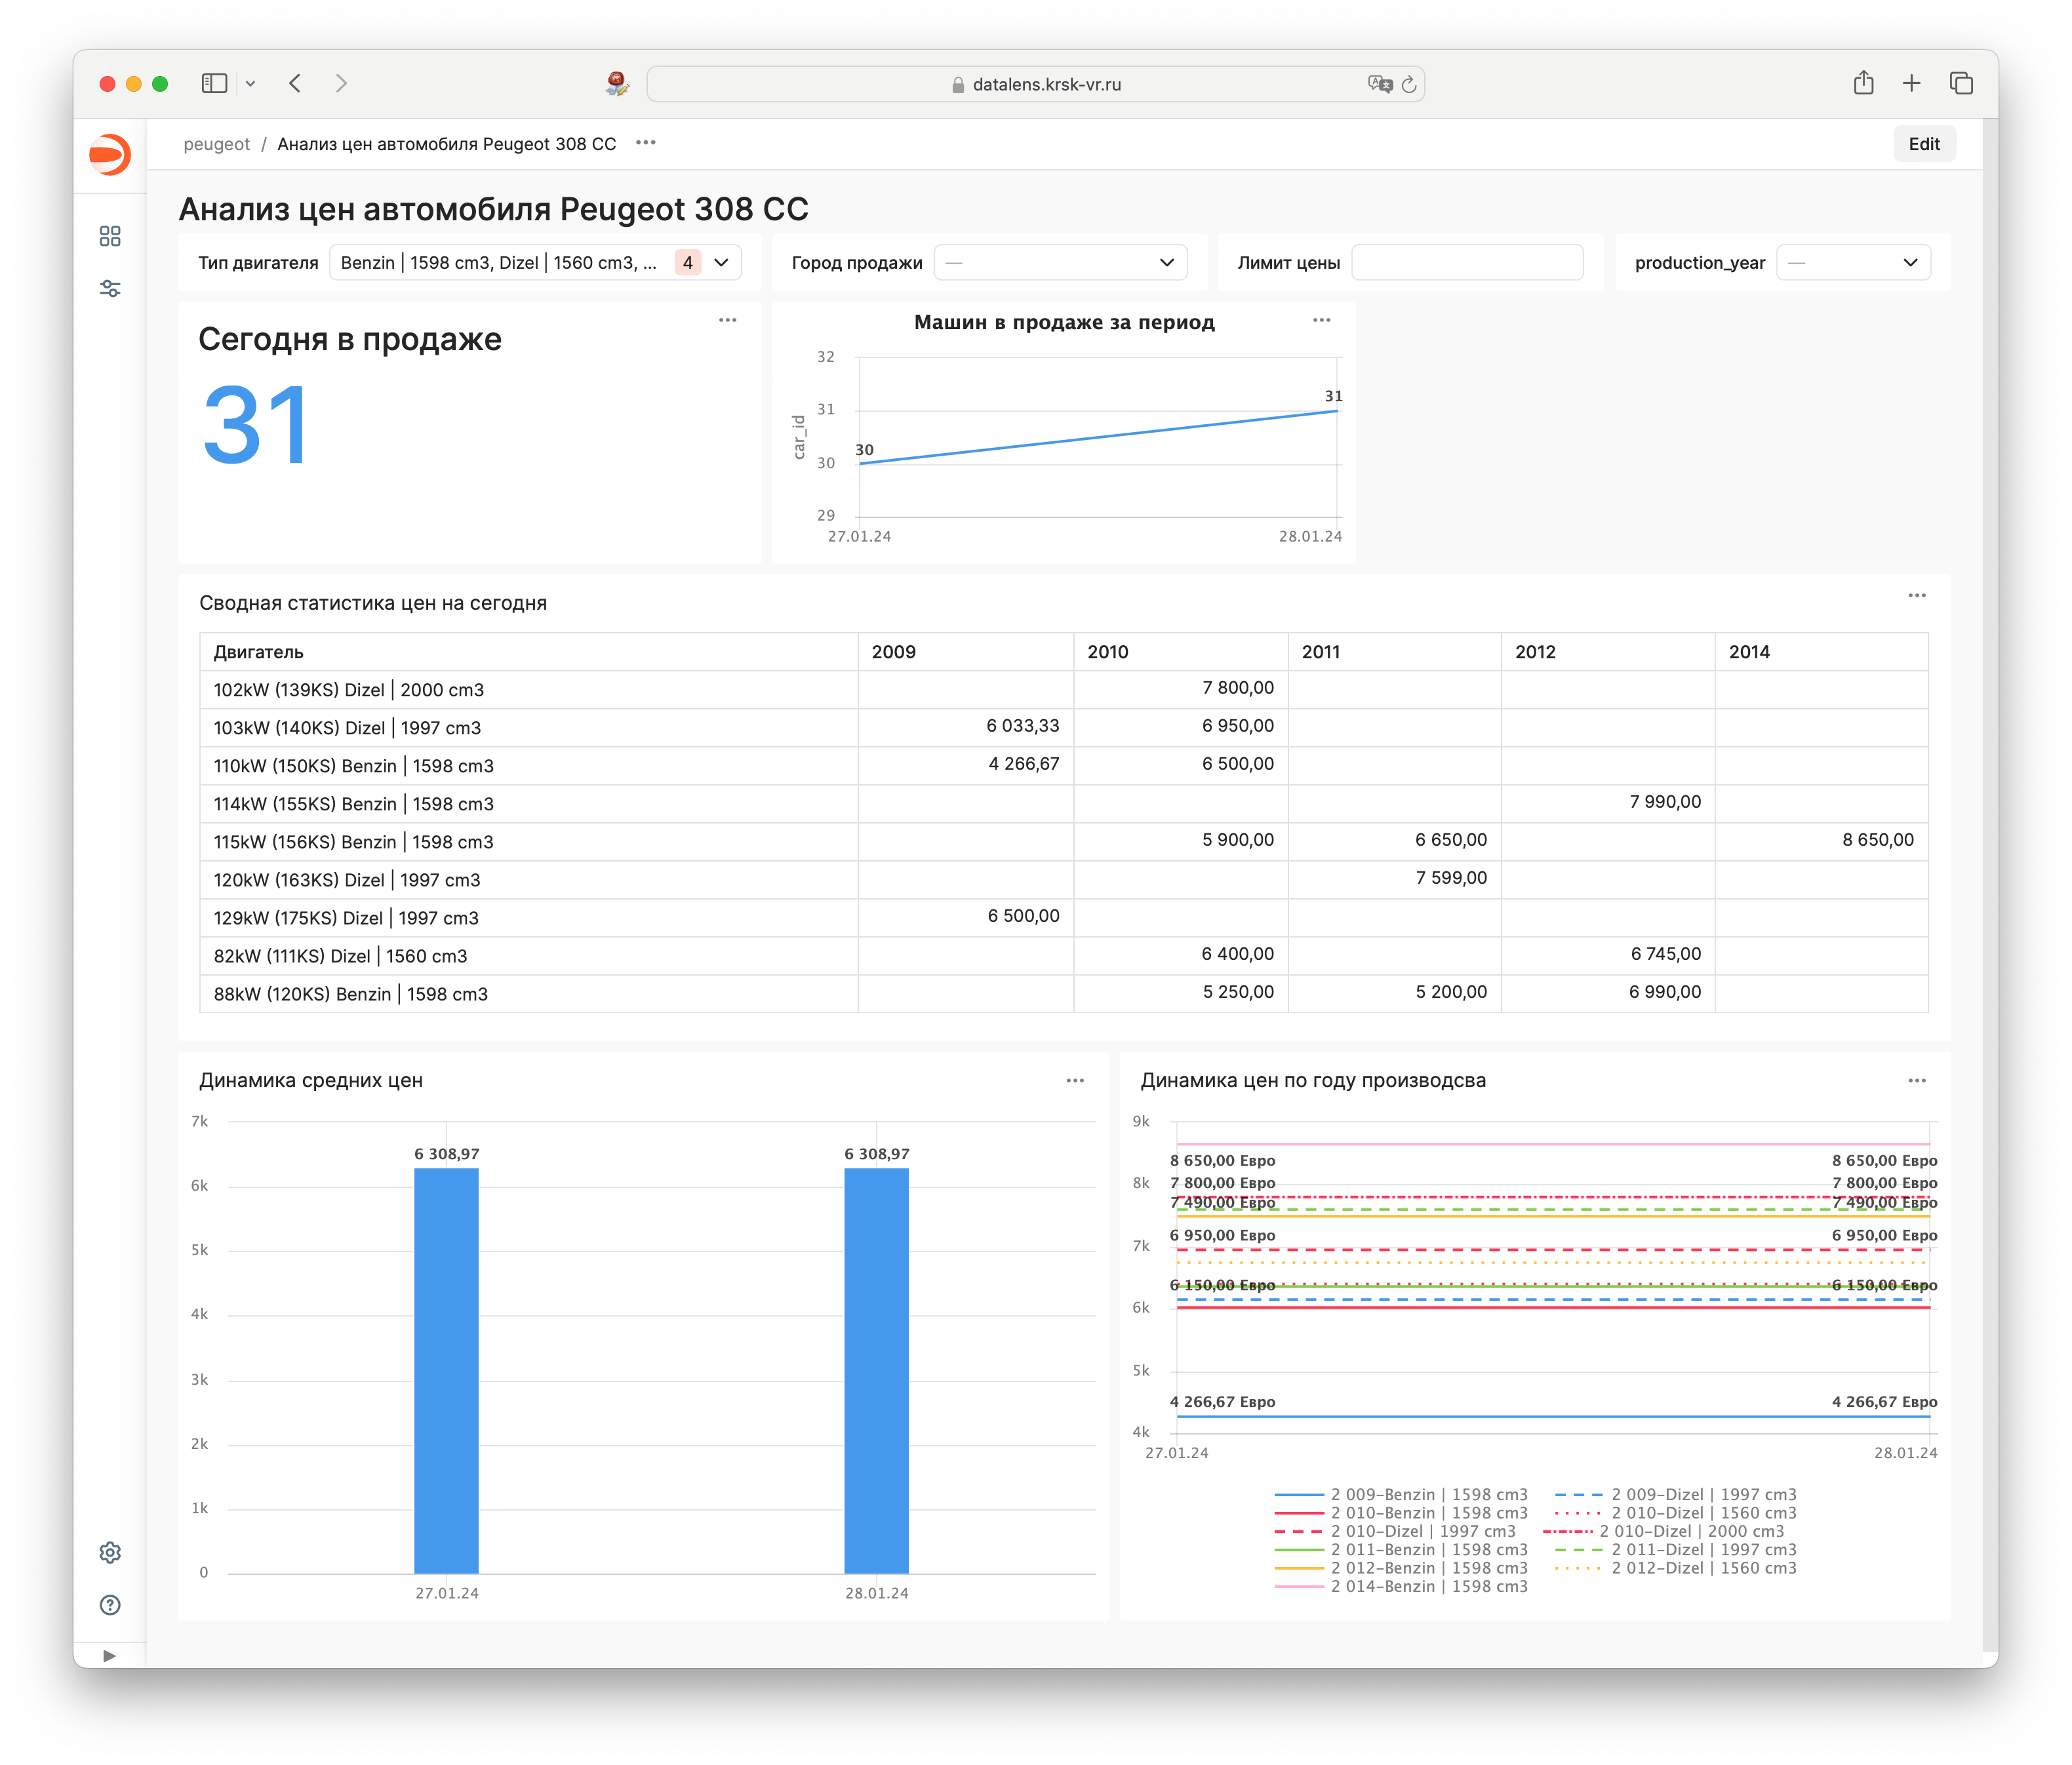 datalens.krsk-vr.ru
peugeot / Анализ цен автомобиля Peugeot 308 CC
Edit
Анализ цен автомобиля Peugeot 308 CC
Тип двигателя Benzin | 1598 cm3, Dizel | 1560 cm3, ... 4
Город продажи —
Лимит цены
production_year —
Сегодня в продаже
31
Машин в продаже за период
32
31
30
29
car_id
30
31
27.01.24 28.01.24
Сводная статистика цен на сегодня
Двигатель 2009 2010 2011 2012 2014
102kW (139KS) Dizel | 2000 cm3 7 800,00
103kW (140KS) Dizel | 1997 cm3 6 033,33 6 950,00
110kW (150KS) Benzin | 1598 cm3 4 266,67 6 500,00
114kW (155KS) Benzin | 1598 cm3 7 990,00
115kW (156KS) Benzin | 1598 cm3 5 900,00 6 650,00 8 650,00
120kW (163KS) Dizel | 1997 cm3 7 599,00
129kW (175KS) Dizel | 1997 cm3 6 500,00
82kW (111KS) Dizel | 1560 cm3 6 400,00 6 745,00
88kW (120KS) Benzin | 1598 cm3 5 250,00 5 200,00 6 990,00
Динамика средних цен
7k
6k
5k
4k
3k
2k
1k
0
6 308,97 6 308,97
27.01.24 28.01.24
Динамика цен по году производсва
9k
8k
7k
6k
5k
4k
8 650,00 Евро 8 650,00 Евро
7 800,00 Евро 7 800,00 Евро
7 490,00 Евро 7 490,00 Евро
6 950,00 Евро 6 950,00 Евро
6 150,00 Евро 6 150,00 Евро
4 266,67 Евро 4 266,67 Евро
27.01.24 28.01.24
2 009–Benzin | 1598 cm3 2 009–Dizel | 1997 cm3
2 010–Benzin | 1598 cm3 2 010–Dizel | 1560 cm3
2 010–Dizel | 1997 cm3 2 010–Dizel | 2000 cm3
2 011–Benzin | 1598 cm3 2 011–Dizel | 1997 cm3
2 012–Benzin | 1598 cm3 2 012–Dizel | 1560 cm3
2 014–Benzin | 1598 cm3